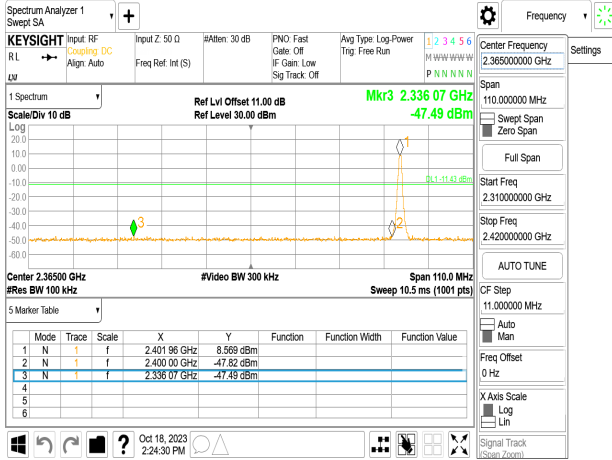 Spectrum Analyzer 1
Swept SA
Frequency
KEYSIGHT
Input: RF
Coupling: DC
Align: Auto
Input Z: 50 Ω
Freq Ref: Int (S)
#Atten: 30 dB
PNO: Fast
Gate: Off
IF Gain: Low
Sig Track: Off
Avg Type: Log-Power
Trig: Free Run
1 2 3 4 5 6
M W W W W W
P N N N N N
RL
1 Spectrum
Scale/Div 10 dB
Ref Lvl Offset 11.00 dB
Ref Level 30.00 dBm
Mkr3 2.336 07 GHz
-47.49 dBm
Log
20.0
10.0
0.00
-10.0
-20.0
-30.0
-40.0
-50.0
-60.0
DL1 -11.43 dBm
1
2
3
Center 2.36500 GHz
#Res BW 100 kHz
#Video BW 300 kHz
Span 110.0 MHz
Sweep 10.5 ms (1001 pts)
5 Marker Table
Mode Trace Scale X Y Function Function Width Function Value
1 N 1 f 2.401 96 GHz 8.569 dBm
2 N 1 f 2.400 00 GHz -47.82 dBm
3 N 1 f 2.336 07 GHz -47.49 dBm
4
5
6
Oct 18, 2023
2:24:30 PM
Center Frequency
2.365000000 GHz
Settings
Span
110.000000 MHz
Swept Span
Zero Span
Full Span
Start Freq
2.310000000 GHz
Stop Freq
2.420000000 GHz
AUTO TUNE
CF Step
11.000000 MHz
Auto
Man
Freq Offset
0 Hz
X Axis Scale
Log
Lin
Signal Track
(Span Zoom)